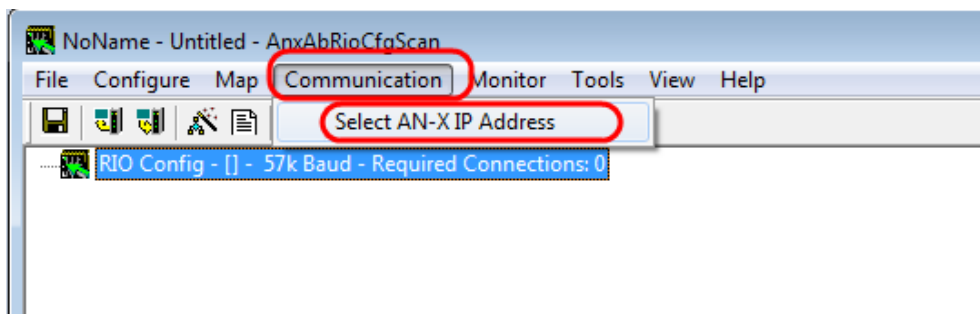 NoName - Untitled - AnxAbRioCfgScan
File Configure Map Communication Monitor Tools View Help
Select AN-X IP Address
RIO Config - [] - 57k Baud - Required Connections: 0